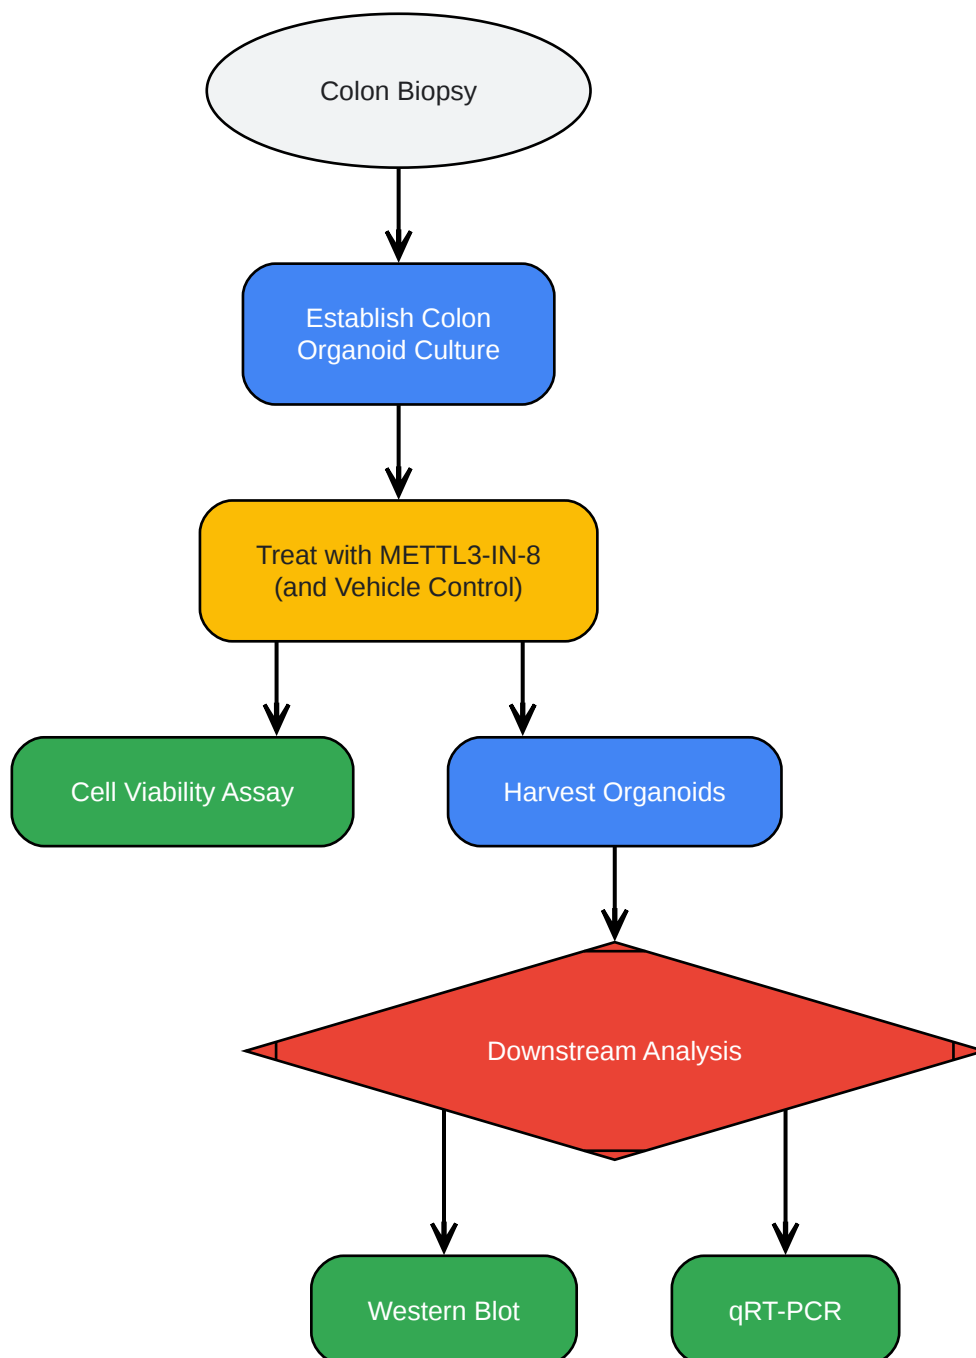 Colon Biopsy
Establish Colon
Organoid Culture
Treat with METTL3-IN-8
(and Vehicle Control)
Cell Viability Assay
Harvest Organoids
Downstream Analysis
Western Blot
qRT-PCR